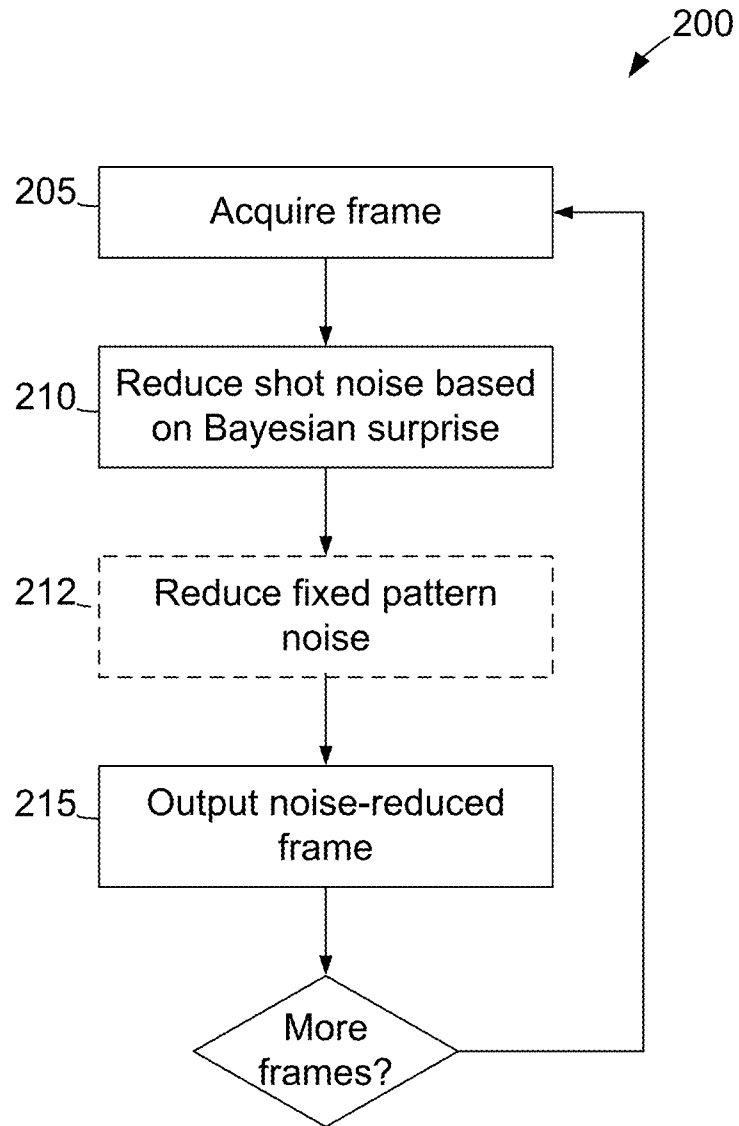 200
205
Acquire frame
210
Reduce shot noise based
on Bayesian surprise
212
Reduce fixed pattern
noise
215
Output noise-reduced
frame
More
frames?